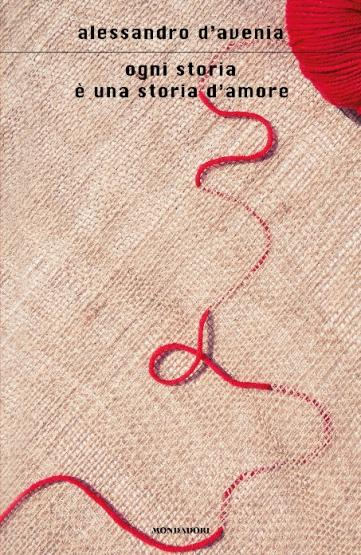 alessandro d'avenia
ogni storia
è una storia d'amore
MONDADORI